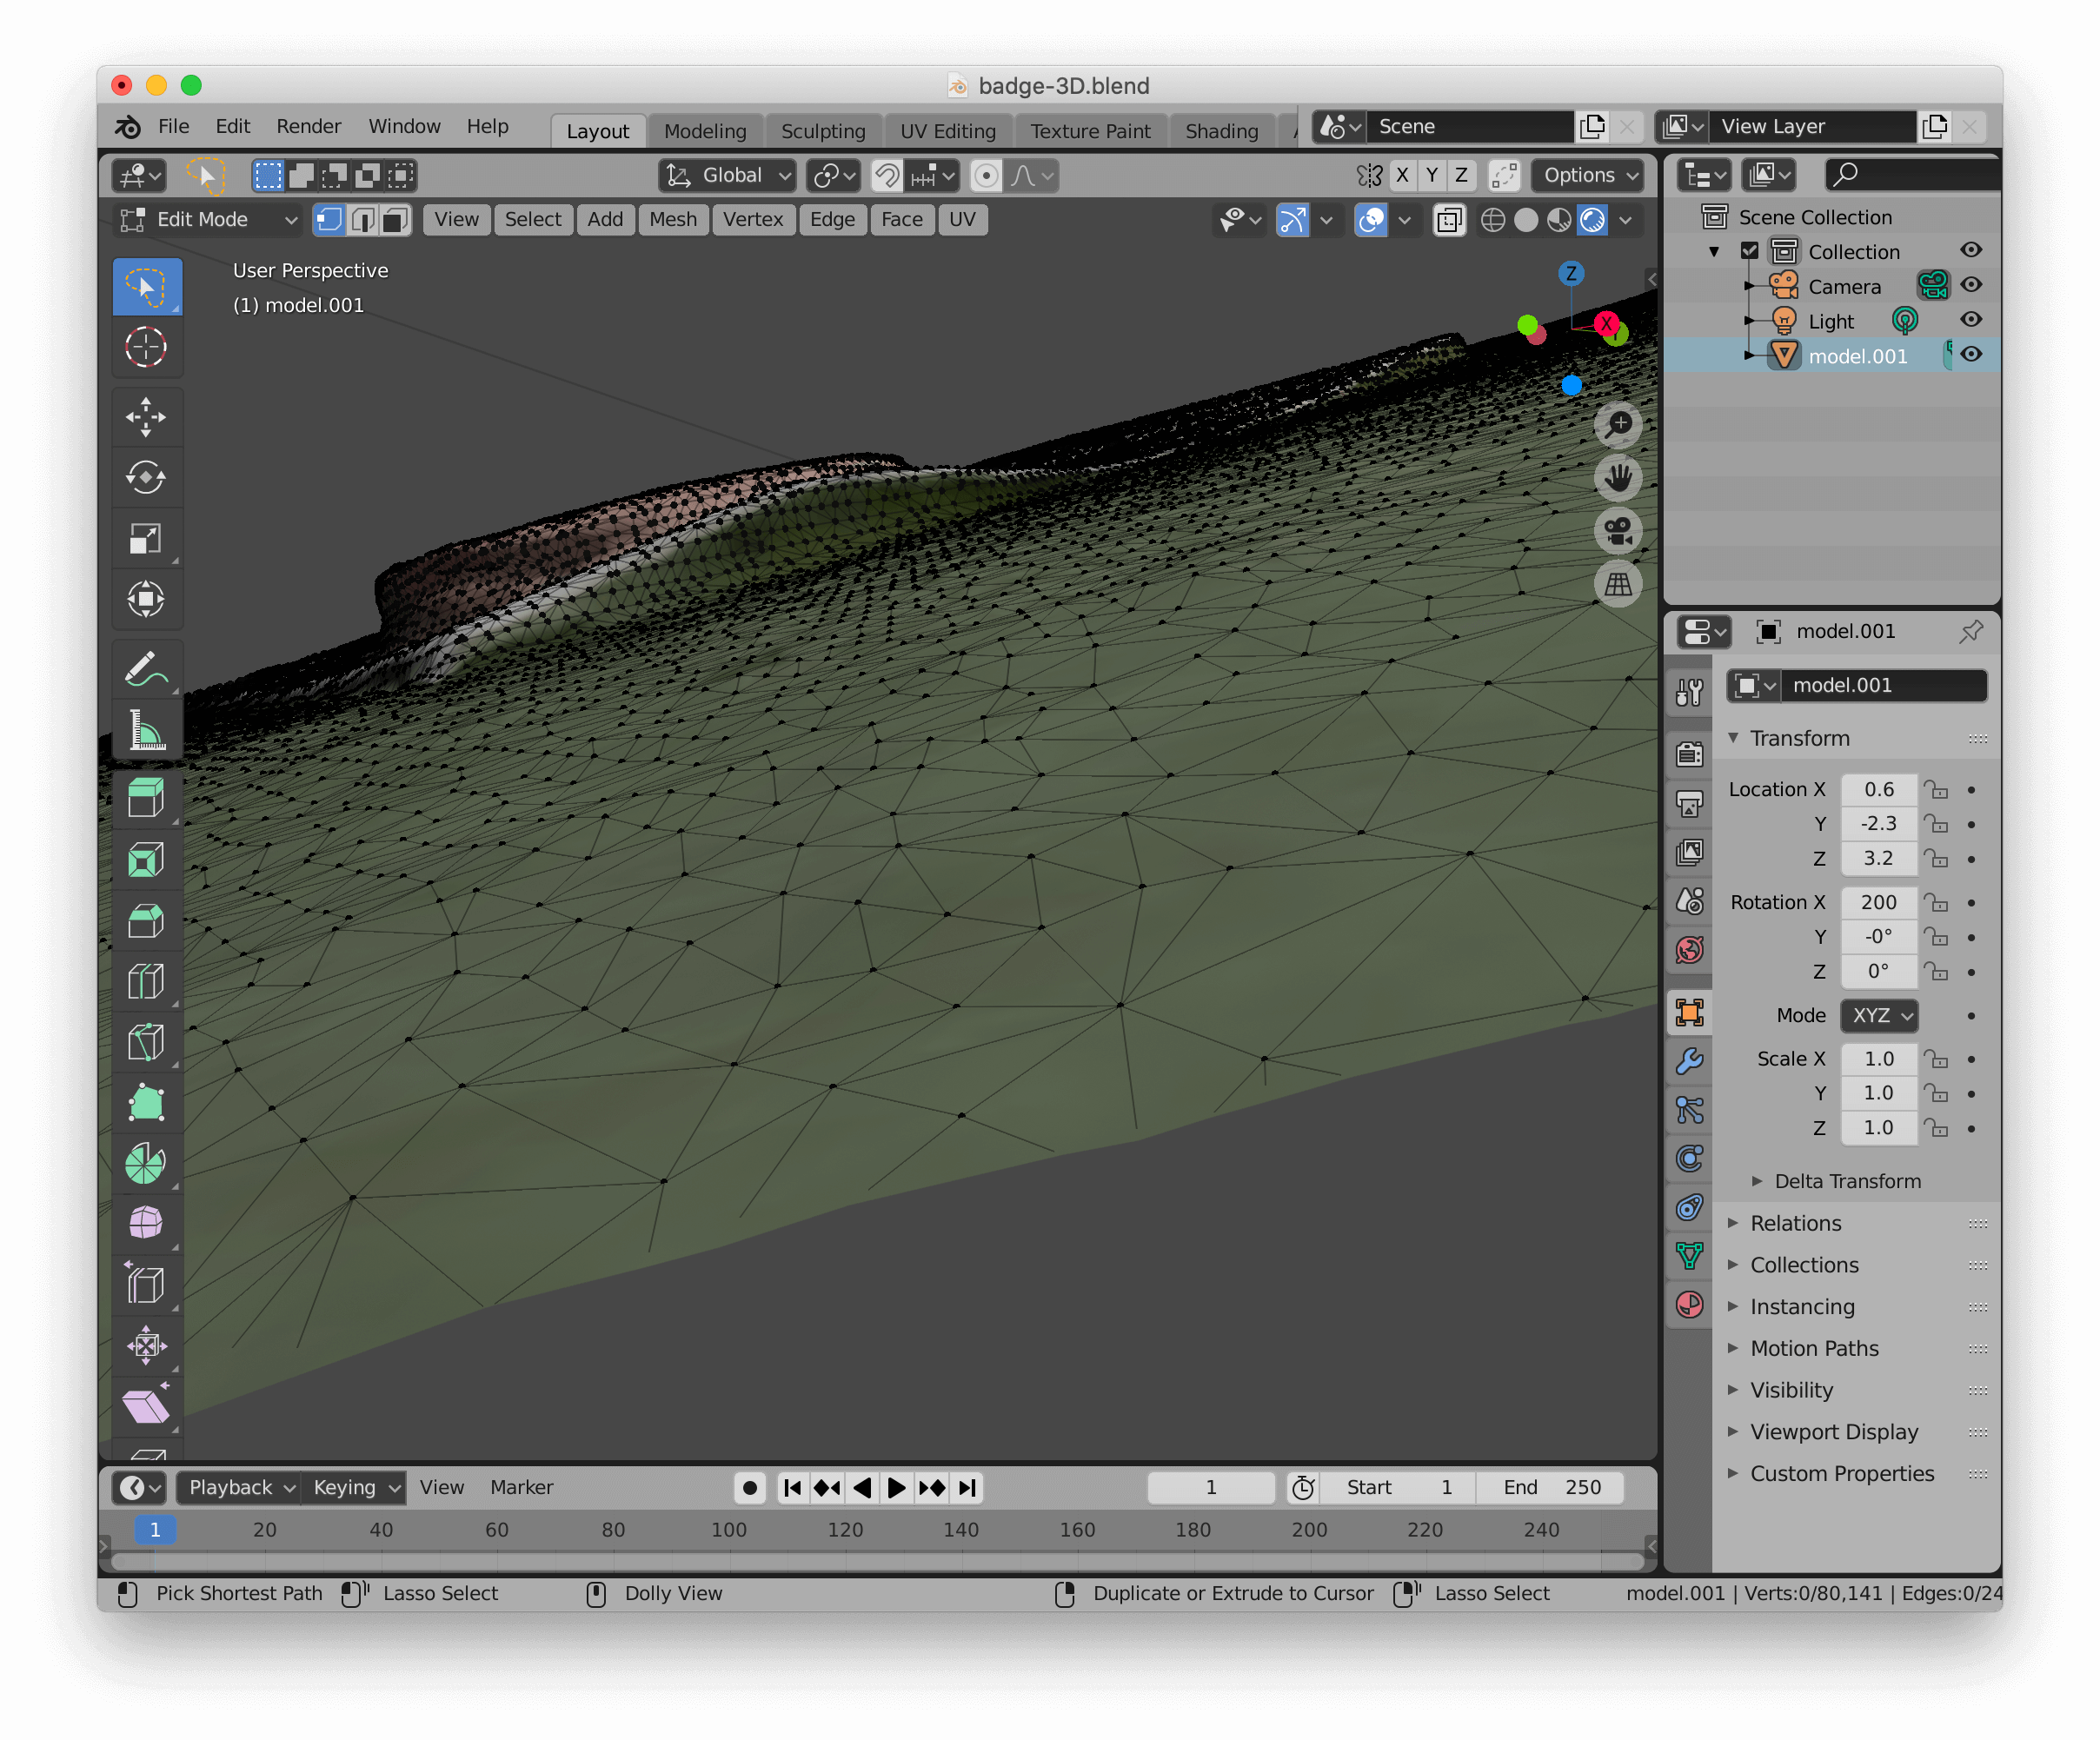 badge-3D.blend
File Edit Render Window Help Layout Modeling Sculpting UV Editing Texture Paint Shading Scene View Layer
Global X Y Z Options
Edit Mode View Select Add Mesh Vertex Edge Face UV
User Perspective
(1) model.001
Z
X
Y
Scene Collection
Collection
Camera
Light
model.001
model.001
model.001
Transform
Location X 0.6
Y -2.3
Z 3.2
Rotation X 200
Y -0°
Z 0°
Mode XYZ
Scale X 1.0
Y 1.0
Z 1.0
Delta Transform
Relations
Collections
Instancing
Motion Paths
Visibility
Viewport Display
Custom Properties
Playback Keying View Marker 1 Start 1 End 250
1 20 40 60 80 100 120 140 160 180 200 220 240
Pick Shortest Path Lasso Select Dolly View Duplicate or Extrude to Cursor Lasso Select model.001 | Verts:0/80,141 | Edges:0/24